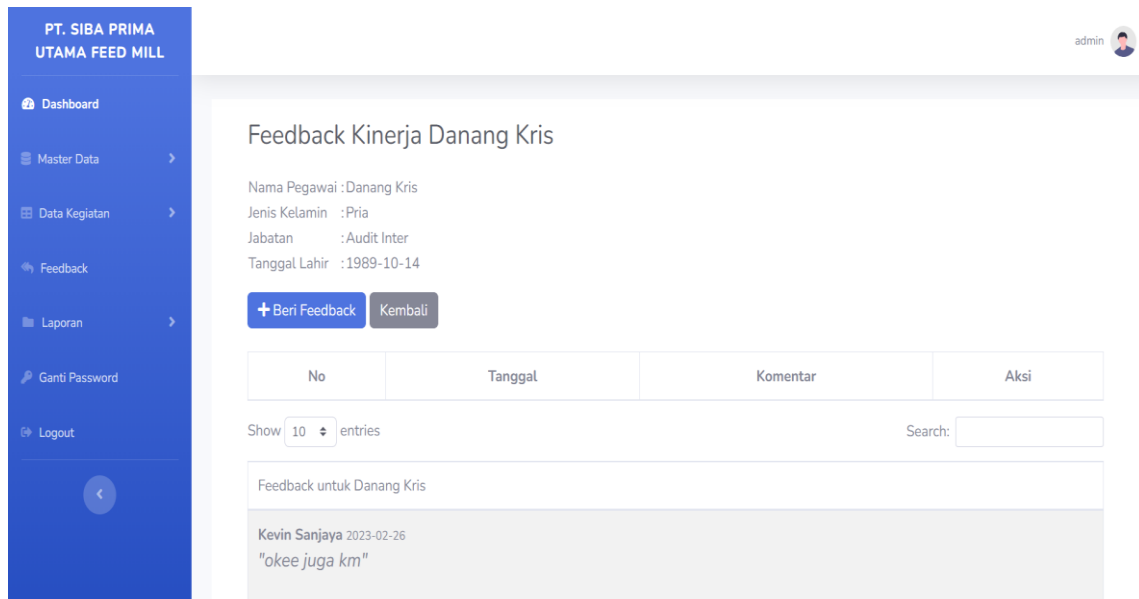 PT. SIBA PRIMA
UTAMA FEED MILL
admin
Dashboard
Master Data
Data Kegiatan
Feedback
Laporan
Ganti Password
Logout
Feedback Kinerja Danang Kris
Nama Pegawai : Danang Kris
Jenis Kelamin : Pria
Jabatan : Audit Inter
Tanggal Lahir : 1989-10-14
Beri Feedback Kembali
No Tanggal Komentar Aksi
Show 10 entries Search:
Feedback untuk Danang Kris
Kevin Sanjaya 2023-02-26
"okee juga km"